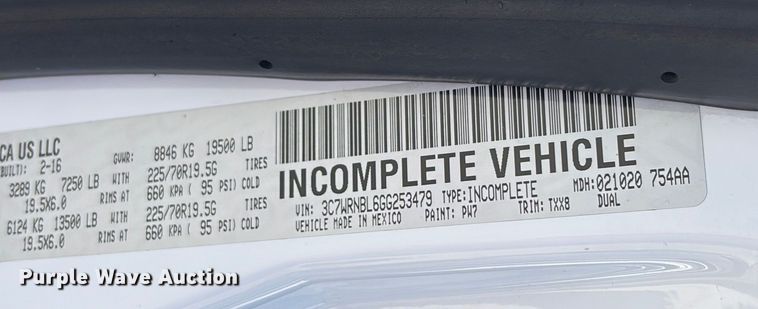 CA US LLC
BUILT): 2-16 GVWR: 8846 KG 19500 LB
3289 KG 7250 LB WITH 225/70R19.5G TIRES
19.5X6.0 RIMS AT 660 KPA ( 95 PSI) COLD
6124 KG 13500 LB WITH 225/70R19.5G TIRES
19.5X6.0 RIMS AT 660 KPA ( 95 PSI) COLD
INCOMPLETE VEHICLE
VIN: 3C7WRNBL6GG253479 TYPE: INCOMPLETE MDH: 021020 754AA
VEHICLE MADE IN MEXICO PAINT: PW7 TRIM: TXX8 DUAL
Purple Wave Auction